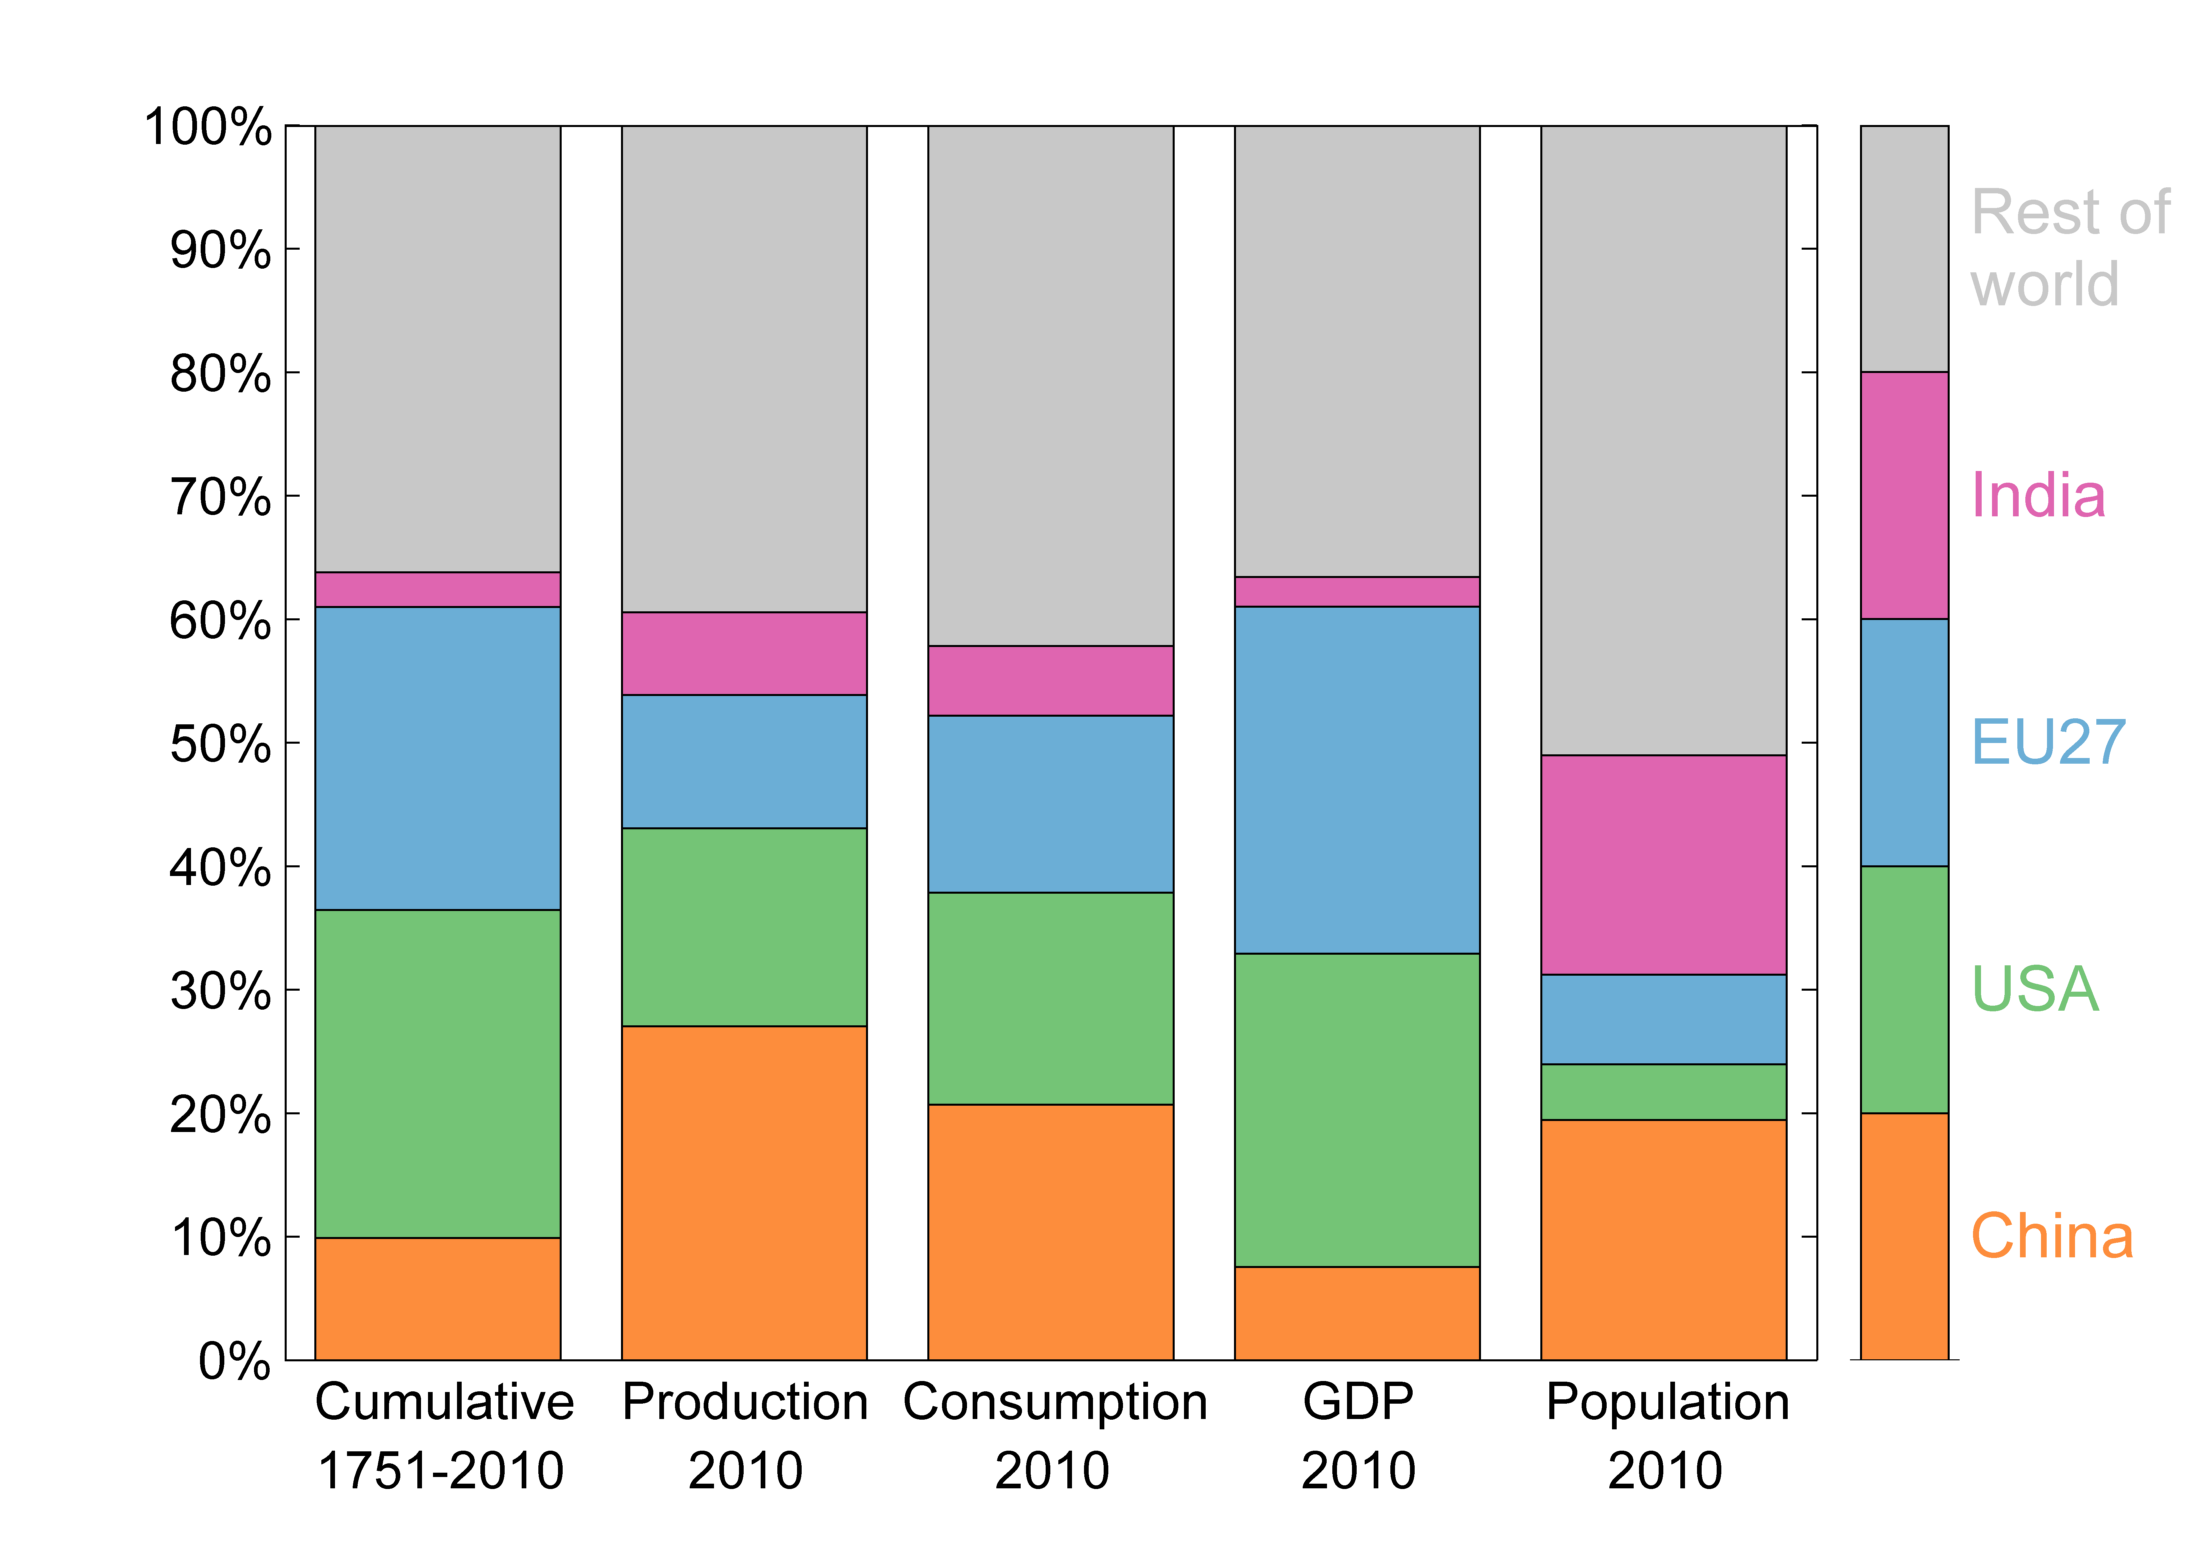 100%
90%
80%
70%
60%
50%
40%
30%
20%
10%
0%
Cumulative
1751-2010
Production
2010
Consumption
2010
GDP
2010
Population
2010
Rest of
world
India
EU27
USA
China